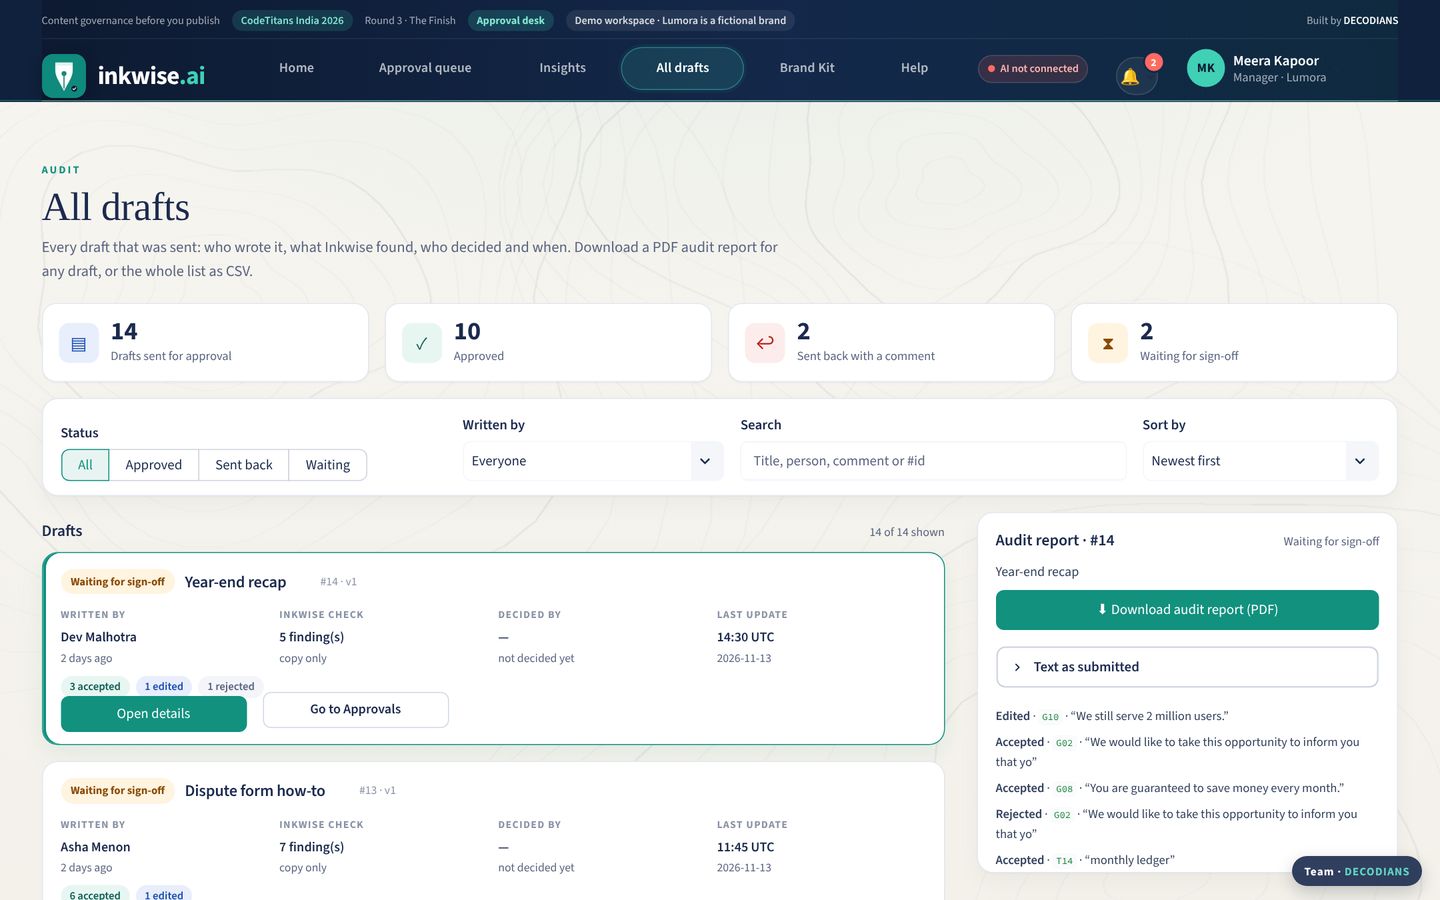 Content governance before you publish
CodeTitans India 2026
Round 3 · The Finish
Approval desk
Demo workspace · Lumora is a fictional brand
Built by DECODIANS
inkwise.ai
Home
Approval queue
Insights
All drafts
Brand Kit
Help
AI not connected
2
MK
Meera Kapoor
Manager · Lumora
AUDIT
All drafts
Every draft that was sent: who wrote it, what Inkwise found, who decided and when. Download a PDF audit report for
any draft, or the whole list as CSV.
14
Drafts sent for approval
10
Approved
2
Sent back with a comment
2
Waiting for sign-off
Status
All
Approved
Sent back
Waiting
Written by
Everyone
Search
Title, person, comment or #id
Sort by
Newest first
Drafts
14 of 14 shown
Waiting for sign-off
Year-end recap
#14 · v1
WRITTEN BY
INKWISE CHECK
DECIDED BY
LAST UPDATE
Dev Malhotra
5 finding(s)
—
14:30 UTC
2 days ago
copy only
not decided yet
2026-11-13
3 accepted
1 edited
1 rejected
Open details
Go to Approvals
Waiting for sign-off
Dispute form how-to
#13 · v1
WRITTEN BY
INKWISE CHECK
DECIDED BY
LAST UPDATE
Asha Menon
7 finding(s)
—
11:45 UTC
2 days ago
copy only
not decided yet
2026-11-13
6 accepted
1 edited
Audit report · #14
Waiting for sign-off
Year-end recap
⬇ Download audit report (PDF)
Text as submitted
Edited · G10 · “We still serve 2 million users.”
Accepted · G02 · “We would like to take this opportunity to inform you
that yo”
Accepted · G08 · “You are guaranteed to save money every month.”
Rejected · G02 · “We would like to take this opportunity to inform you
that yo”
Accepted · T14 · “monthly ledger”
Team · DECODIANS